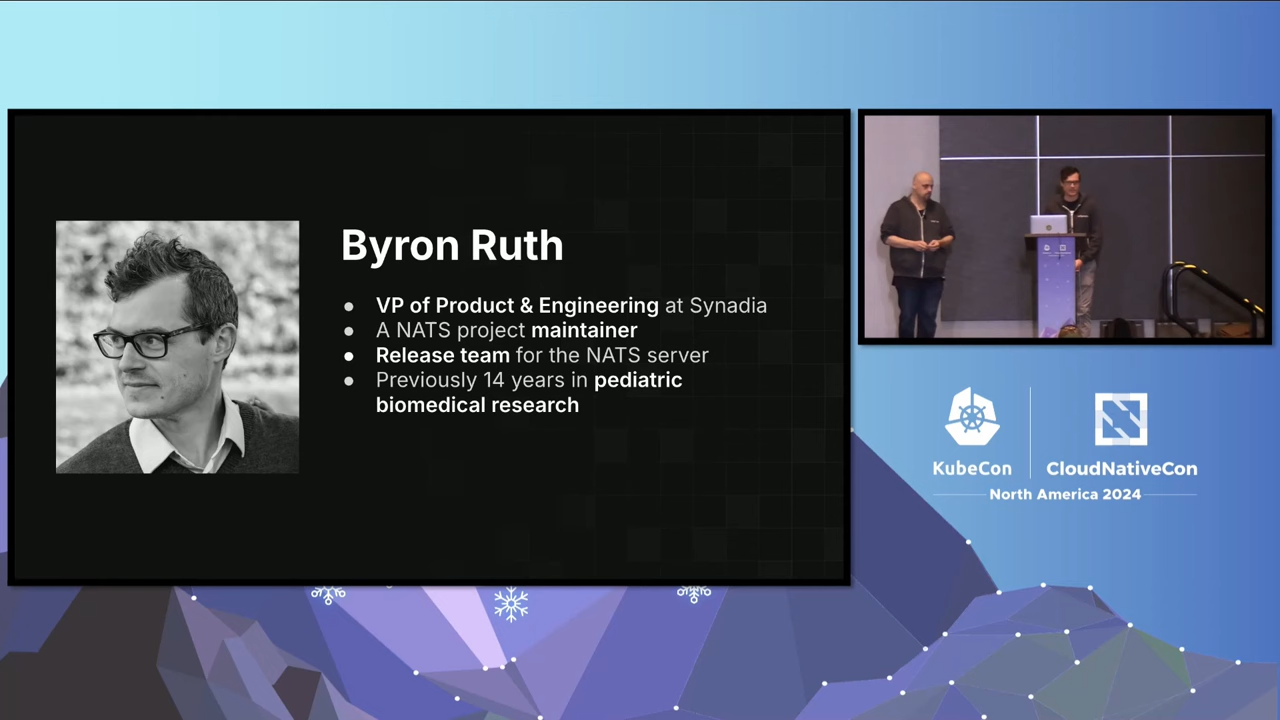 Byron Ruth
● VP of Product & Engineering at Synadia
● A NATS project maintainer
● Release team for the NATS server
● Previously 14 years in pediatric
biomedical research
KubeCon
CloudNativeCon
North America 2024